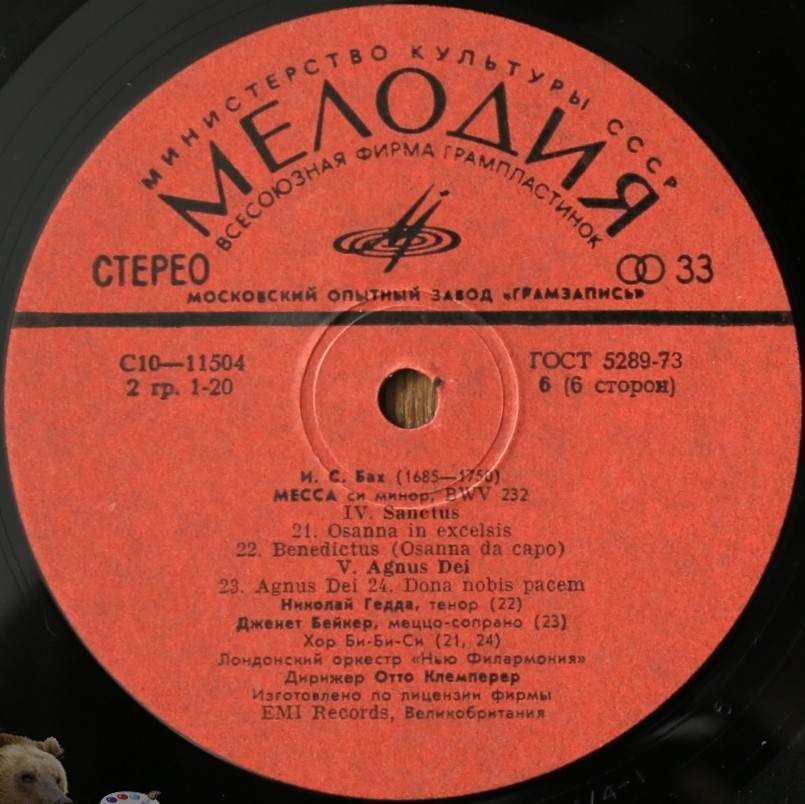 МИНИСТЕРСТВО КУЛЬТУРЫ СССР
МЕЛОДИЯ
ВСЕСОЮЗНАЯ ФИРМА ГРАМПЛАСТИНОК
СТЕРЕО
33
МОСКОВСКИЙ ОПЫТНЫЙ ЗАВОД «ГРАМЗАПИСЬ»
С10—11504
ГОСТ 5289-73
2 гр. 1-20
6 (6 сторон)
И. С. Бах (1685—1750)
МЕССА си минор, BWV 232
IV. Sanctus
21. Osanna in excelsis
22. Benedictus (Osanna da capo)
V. Agnus Dei
23. Agnus Dei 24. Dona nobis pacem
Николай Гедда, тенор (22)
Дженет Бейкер, меццо-сопрано (23)
Хор Би-Би-Си (21, 24)
Лондонский оркестр «Нью Филармония»
Дирижер Отто Клемперер
Изготовлено по лицензии фирмы
EMI Records, Великобритания